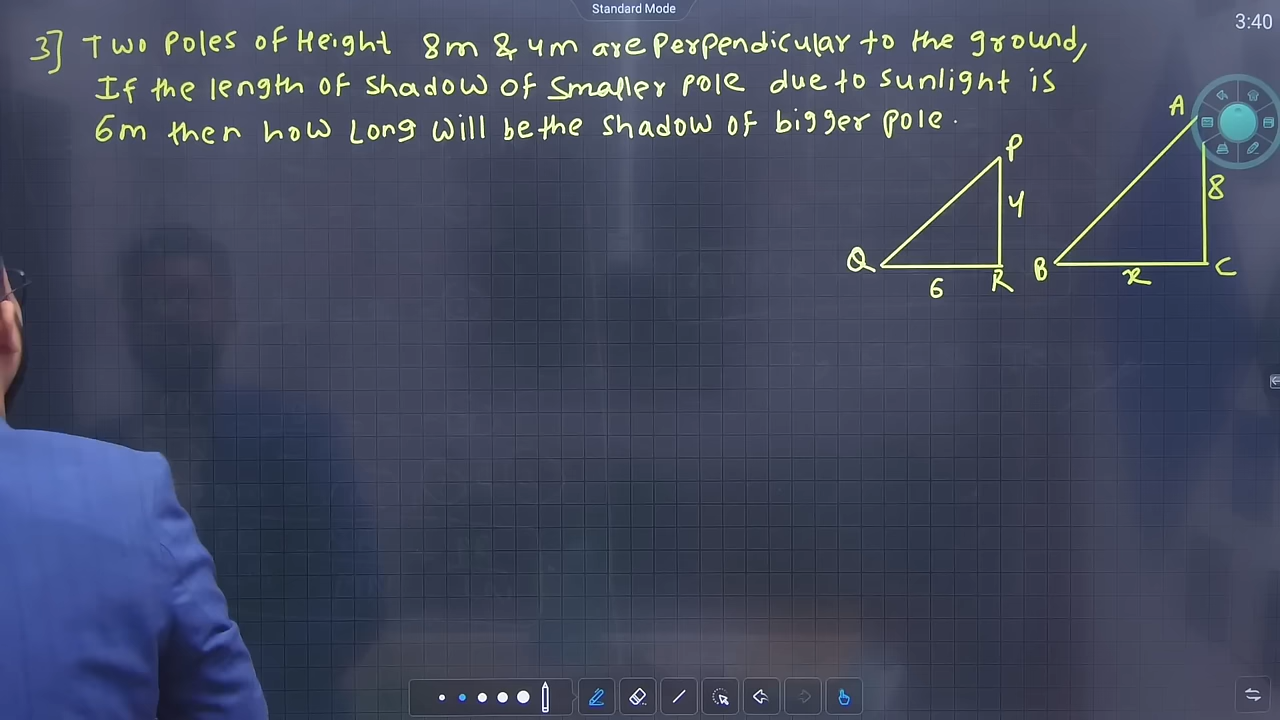 Standard Mode
3:40
3] Two Poles of Height 8m & 4m are perpendicular to the ground,
If the length of shadow of smaller pole due to sunlight is
6m then how long will be the shadow of bigger pole.
A
P
8
4
Q
R
B
C
6
x